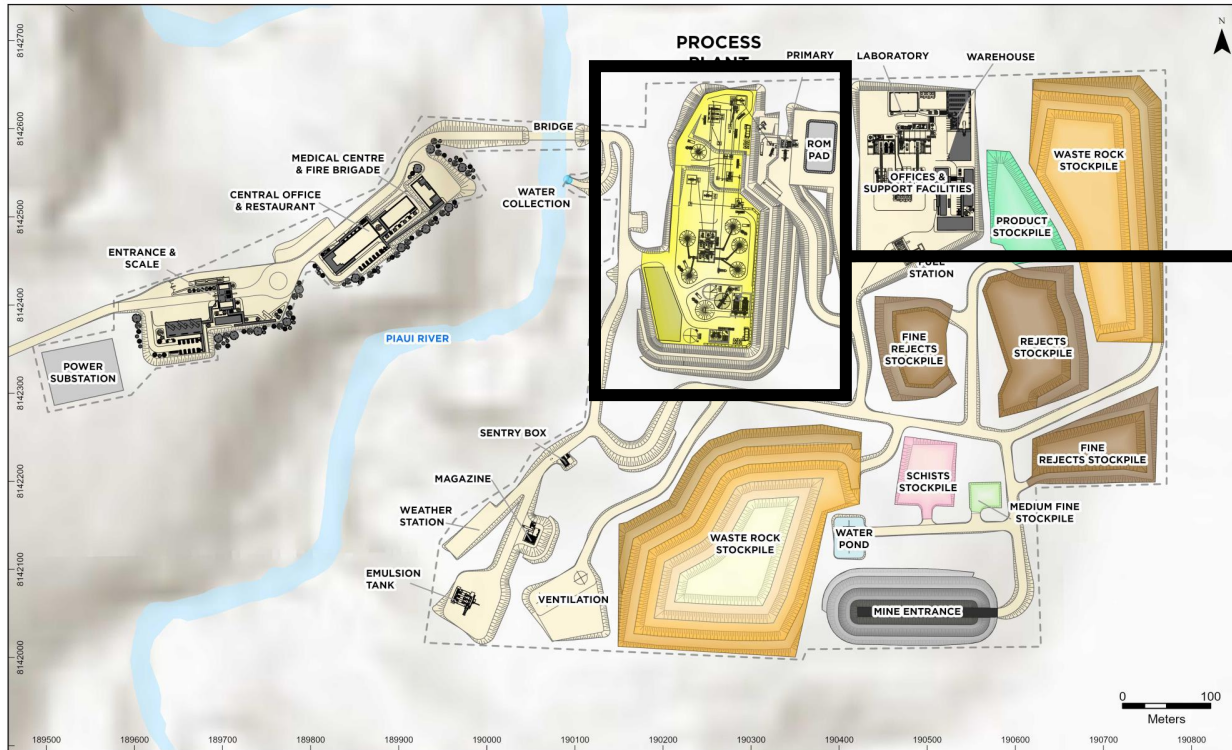 N
PROCESS
PLANT
PRIMARY
LABORATORY
WAREHOUSE
BRIDGE
ROM
PAD
MEDICAL CENTRE
& FIRE BRIGADE
WATER
COLLECTION
CENTRAL OFFICE
& RESTAURANT
OFFICES &
SUPPORT FACILITIES
WASTE ROCK
STOCKPILE
PRODUCT
STOCKPILE
ENTRANCE &
SCALE
FUEL
STATION
PIAUI RIVER
FINE
REJECTS
STOCKPILE
REJECTS
STOCKPILE
POWER
SUBSTATION
SENTRY BOX
FINE
REJECTS STOCKPILE
MAGAZINE
SCHISTS
STOCKPILE
WEATHER
STATION
MEDIUM FINE
STOCKPILE
WASTE ROCK
STOCKPILE
WATER
POND
EMULSION
TANK
VENTILATION
MINE ENTRANCE
0 100
Meters
8142700
8142600
8142500
8142400
8142300
8142200
8142100
8142000
189500 189600 189700 189800 189900 190000 190100 190200 190300 190400 190500 190600 190700 190800